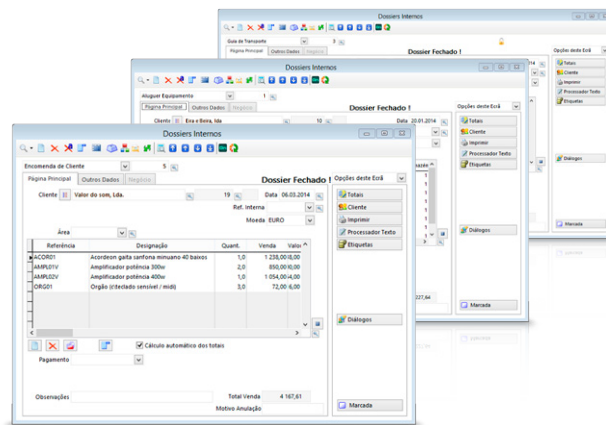 Dossiers Internos
Guia de Transporte 3
Página Principal Outros Dados Negócio Dossier Fechado !
Opções deste Ecrã
Totais
Cliente
Imprimir
Processador Texto
Etiquetas
Diálogos
Marcada
Dossiers Internos
Aluguer Equipamento 1
Página Principal Outros Dados Negócio Dossier Fechado !
Opções deste Ecrã
Cliente Eira e Beira, lda 10 Data 20.01.2014
Totais
Cliente
Imprimir
Processador Texto
Etiquetas
Diálogos
227,64
Marcada
Dossiers Internos
Encomenda de Cliente 5
Página Principal Outros Dados Negócio Dossier Fechado !
Opções deste Ecrã
Cliente Valor do som, Lda. 19 Data 06.03.2014
Ref. Interna
Moeda EURO
Área
Referência Designação Quant. Venda Valor
ACOR01 Acordeon gaita sanfona minuano 40 baixos 1,0 1 238,00
AMPL01V Amplificador potência 300w 2,0 850,00
AMPL02V Amplificador potência 400w 1,0 1 054,00
ORG01 Orgão (c\teclado sensível / midi) 3,0 72,00
Totais
Cliente
Imprimir
Processador Texto
Etiquetas
Diálogos
Cálculo automático dos totais
Pagamento
Observações Total Venda 4 167,61
Motivo Anulação
Marcada